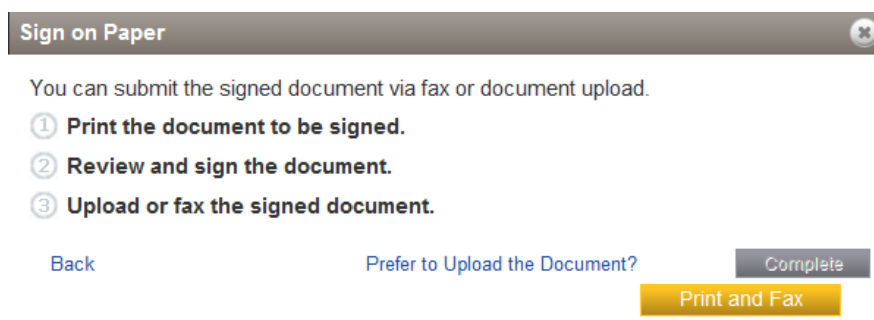 Sign on Paper
You can submit the signed document via fax or document upload.
1 Print the document to be signed.
2 Review and sign the document.
3 Upload or fax the signed document.
Back Prefer to Upload the Document? Complete
Print and Fax